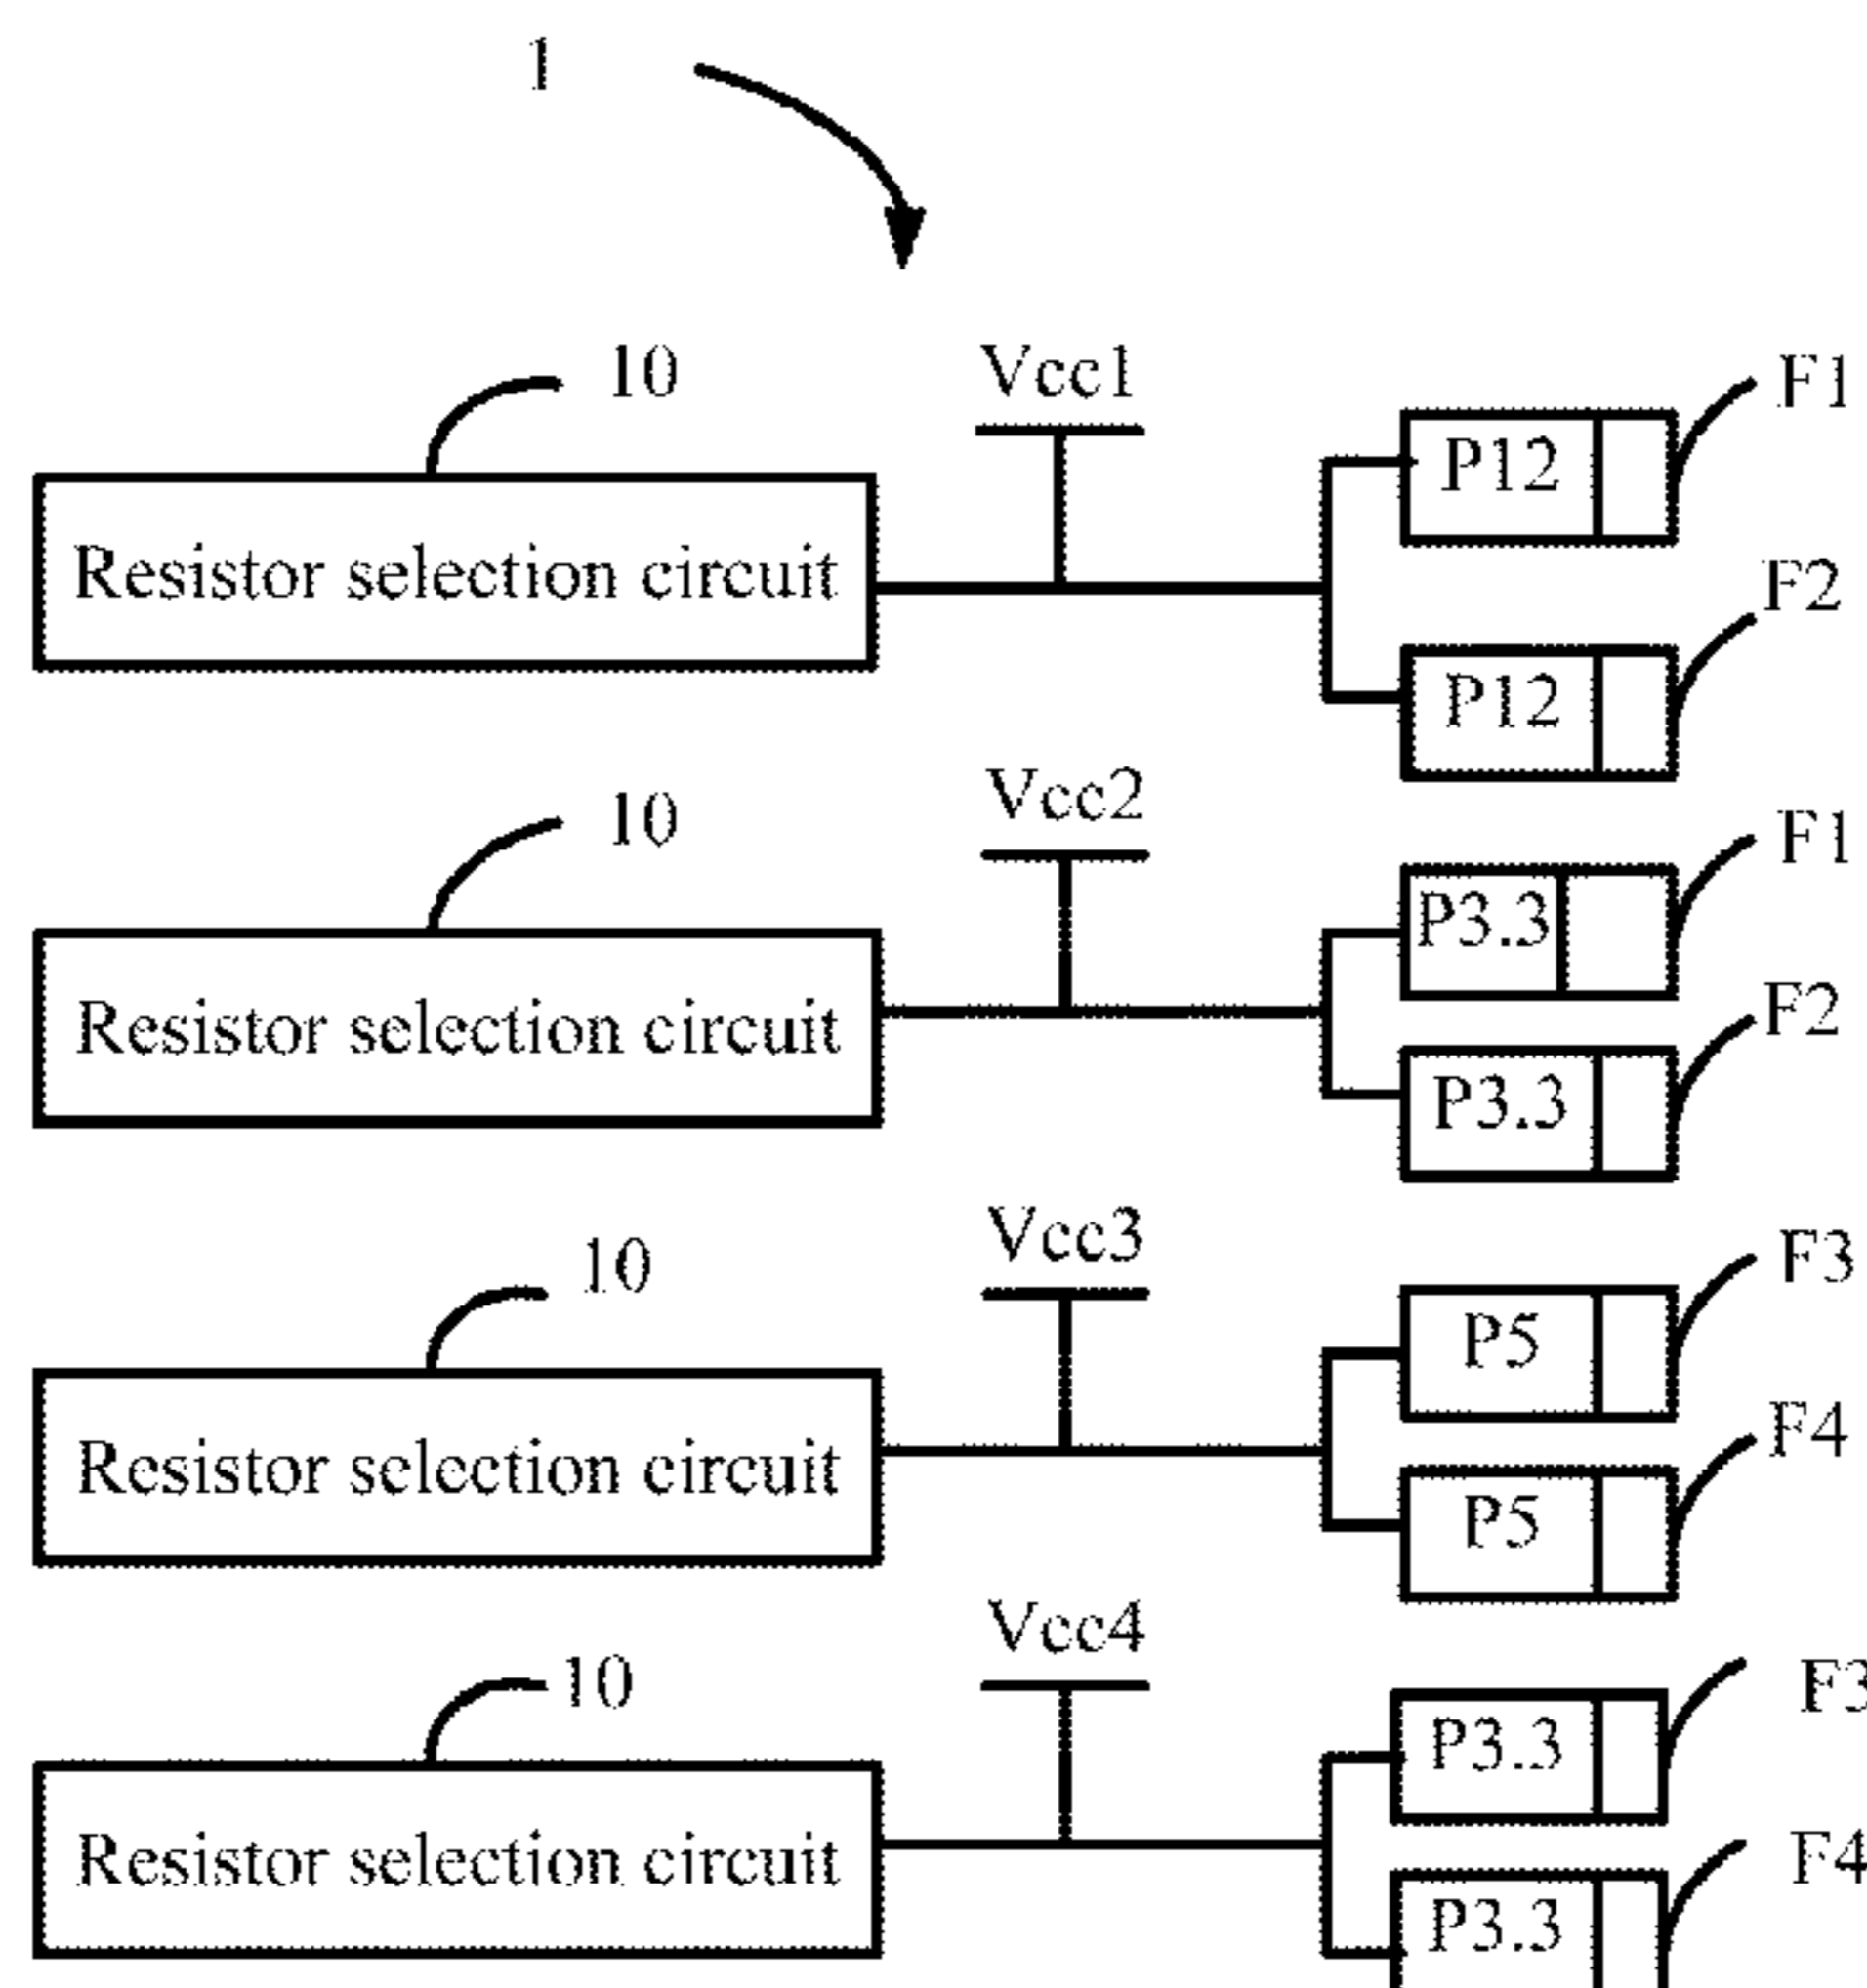 1
10
Vcc1
F1
P12
Resistor selection circuit
F2
P12
Vcc2
10
F1
P3.3
Resistor selection circuit
F2
P3.3
Vcc3
10
F3
P5
Resistor selection circuit
F4
P5
Vcc4
10
F3
P3.3
Resistor selection circuit
F4
P3.3